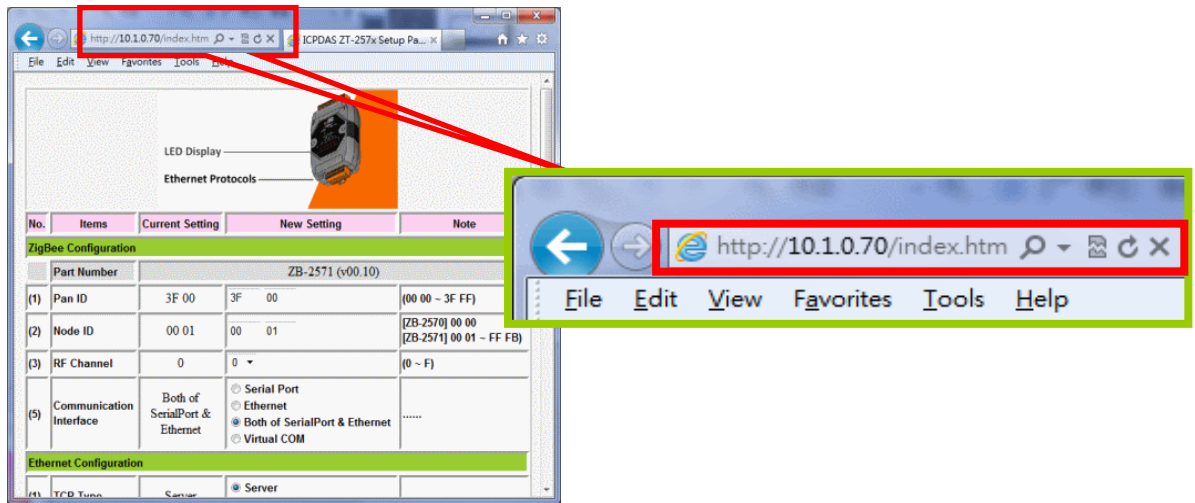 http://10.1.0.70/index.htm
ICPDAS ZT-257x Setup Pa...
File Edit View Favorites Tools
LED Display
Ethernet Protocols
No. Items Current Setting New Setting Note
ZigBee Configuration
Part Number ZB-2571 (v00.10)
(1) Pan ID 3F 00 3F 00 (00 00 ~ 3F FF)
(2) Node ID 00 01 00 01 [ZB-2570] 00 00
[ZB-2571] 00 01 ~ FF FB)
(3) RF Channel 0 0 (0 ~ F)
(5) Communication Interface Both of SerialPort & Ethernet
Serial Port
Ethernet
Both of SerialPort & Ethernet
Virtual COM
......
Ethernet Configuration
(1) TCP Type Server Server
http://10.1.0.70/index.htm
File Edit View Favorites Tools Help